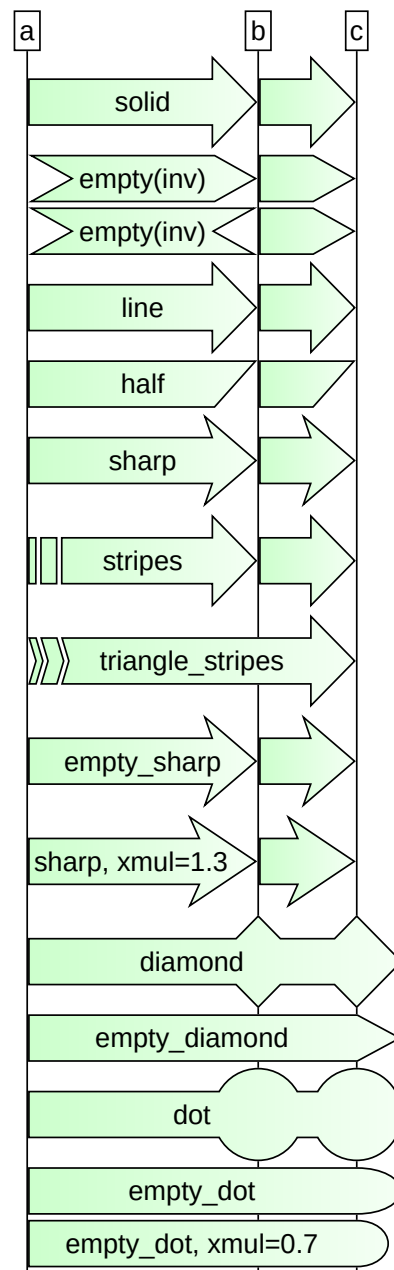 a b c
solid
empty(inv)
empty(inv)
line
half
sharp
stripes
triangle_stripes
empty_sharp
sharp, xmul=1.3
diamond
empty_diamond
dot
empty_dot
empty_dot, xmul=0.7